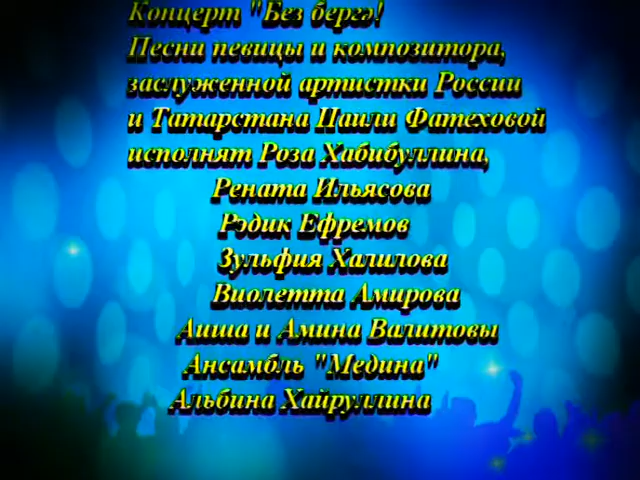 Концерт "Без бергә!
Песни певицы и композитора,
заслуженной артистки России
и Татарстана Наили Фатеховой
исполнят Роза Хабибуллина,
Рената Ильясова
Рэдик Ефремов
Зульфия Халилова
Виолетта Амирова
Аиша и Амина Валитовы
Ансамбль "Медина"
Альбина Хайруллина